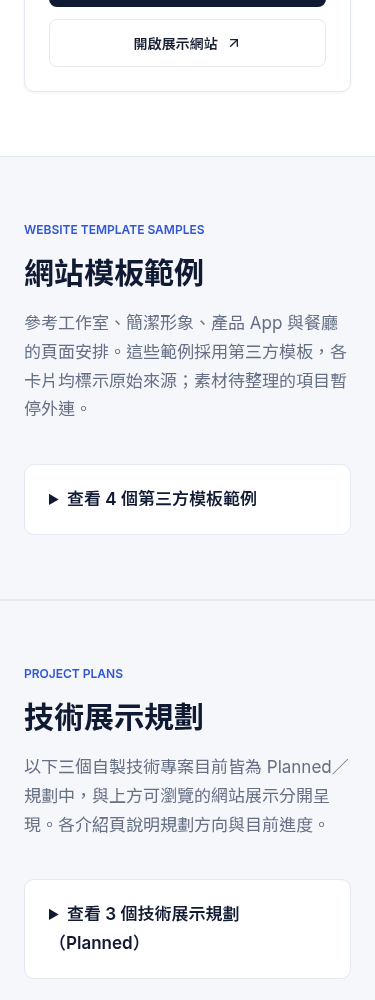 開啟展示網站
WEBSITE TEMPLATE SAMPLES
網站模板範例
參考工作室、簡潔形象、產品 App 與餐廳
的頁面安排。這些範例採用第三方模板，各
卡片均標示原始來源；素材待整理的項目暫
停外連。
查看 4 個第三方模板範例
PROJECT PLANS
技術展示規劃
以下三個自製技術專案目前皆為 Planned／
規劃中，與上方可瀏覽的網站展示分開呈
現。各介紹頁說明規劃方向與目前進度。
查看 3 個技術展示規劃
（Planned）